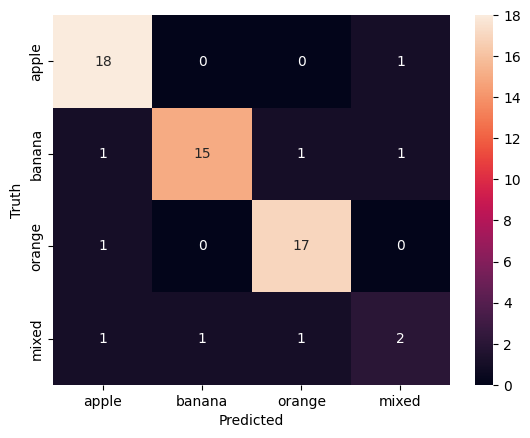 apple 18 0 0 1
banana 1 15 1 1
orange 1 0 17 0
mixed 1 1 1 2
apple banana orange mixed
Predicted
Truth
18
16
14
12
10
8
6
4
2
0